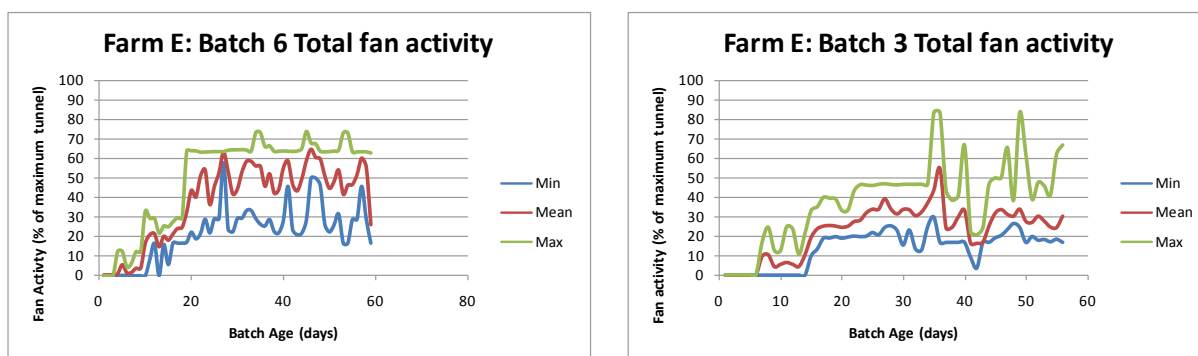 Farm E: Batch 6 Total fan activity
Fan Activty (% of maximum tunnel)
100
90
80
70
60
50
40
30
20
10
0
0 20 40 60 80
Batch Age (days)
Min
Mean
Max
Farm E: Batch 3 Total fan activity
Fan activity (% of maximum tunnel)
100
90
80
70
60
50
40
30
20
10
0
0 10 20 30 40 50 60
Batch Age (days)
Min
Mean
Max